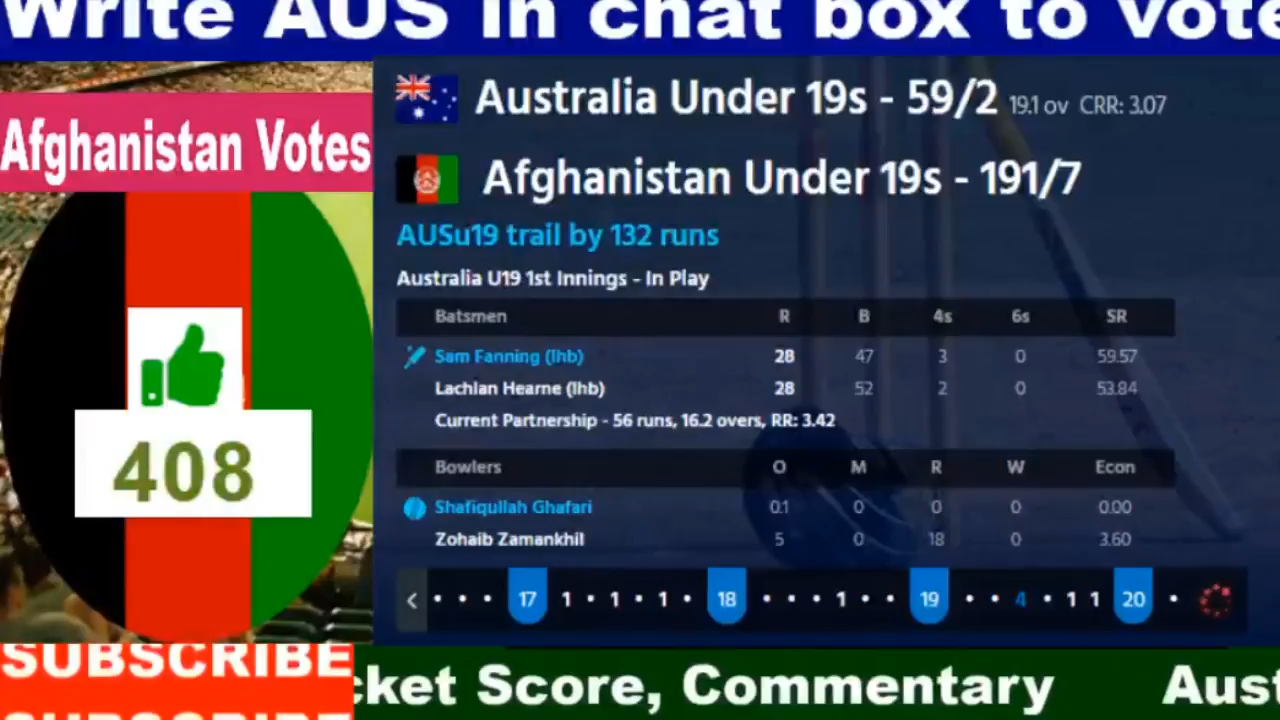 Write AUS in chat box to vote
Afghanistan Votes
408
Australia Under 19s - 59/2 19.1 ov CRR: 3.07
Afghanistan Under 19s - 191/7
AUSu19 trail by 132 runs
Australia U19 1st Innings - In Play
Batsmen R B 4s 6s SR
Sam Fanning (lhb) 28 47 3 0 59.57
Lachlan Hearne (lhb) 28 52 2 0 53.84
Current Partnership - 56 runs, 16.2 overs, RR: 3.42
Bowlers O M R W Econ
Shafiqullah Ghafari 0.1 0 0 0 0.00
Zohaib Zamankhil 5 0 18 0 3.60
< • • • 17 1 • 1 • 1 • 18 • • • 1 • • 19 • • 4 • 1 1 20 •
SUBSCRIBE
SUBSCRIBE
cket Score, Commentary Aust